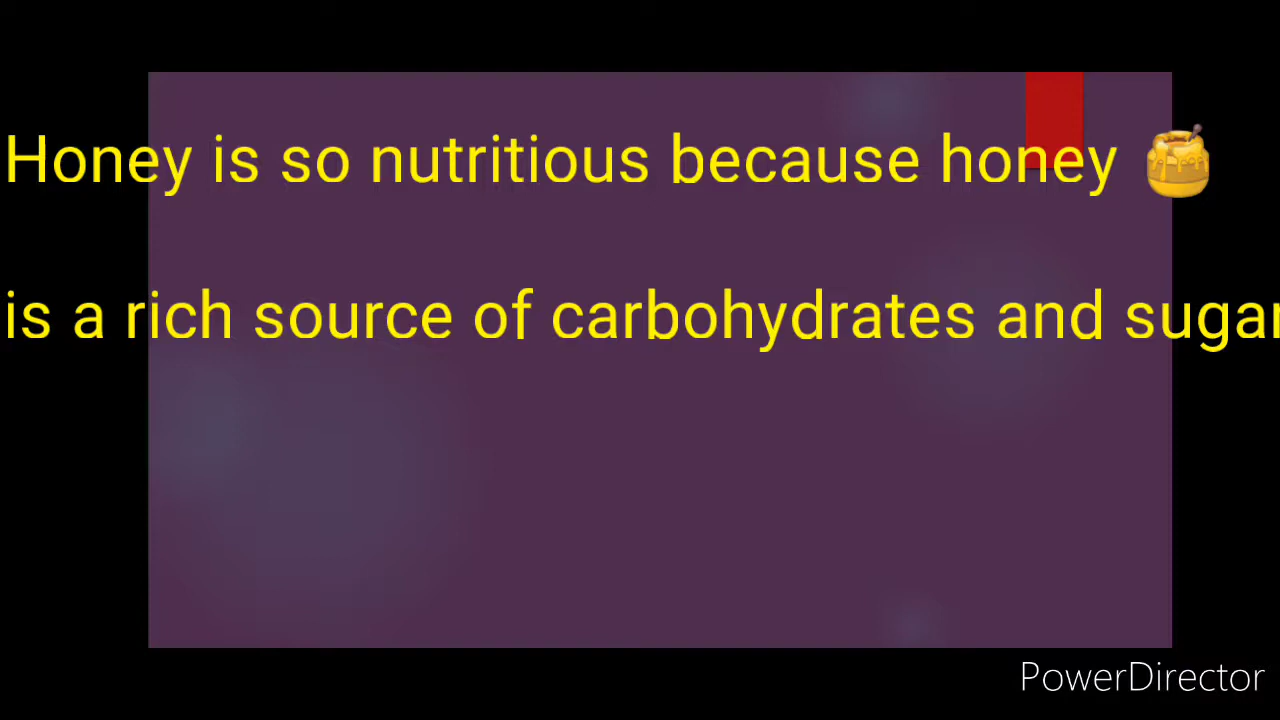 Honey is so nutritious because honey 🍯
is a rich source of carbohydrates and sugar
PowerDirector